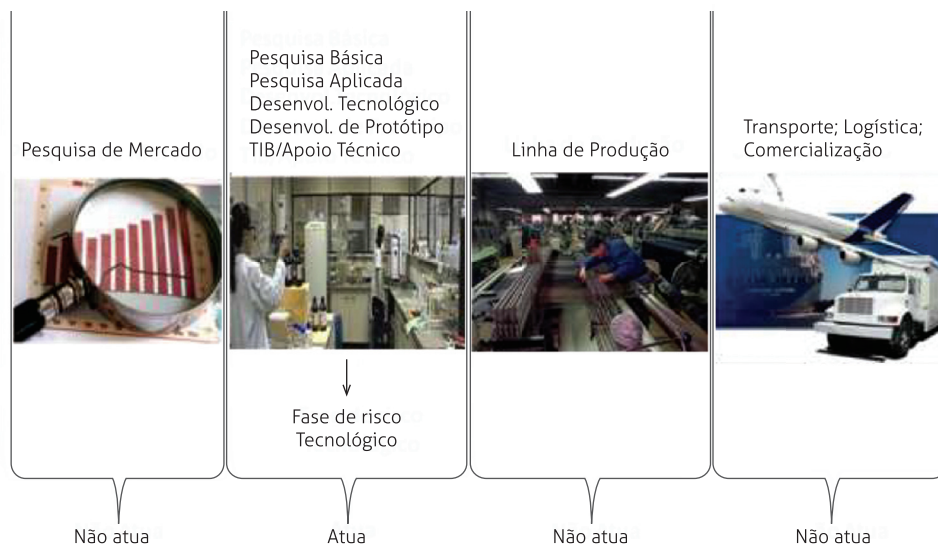 Pesquisa de Mercado
Pesquisa Básica
Pesquisa Aplicada
Desenvol. Tecnológico
Desenvol. de Protótipo
TIB/Apoio Técnico
Linha de Produção
Transporte; Logística;
Comercialização
Fase de risco
Tecnológico
Não atua
Atua
Não atua
Não atua